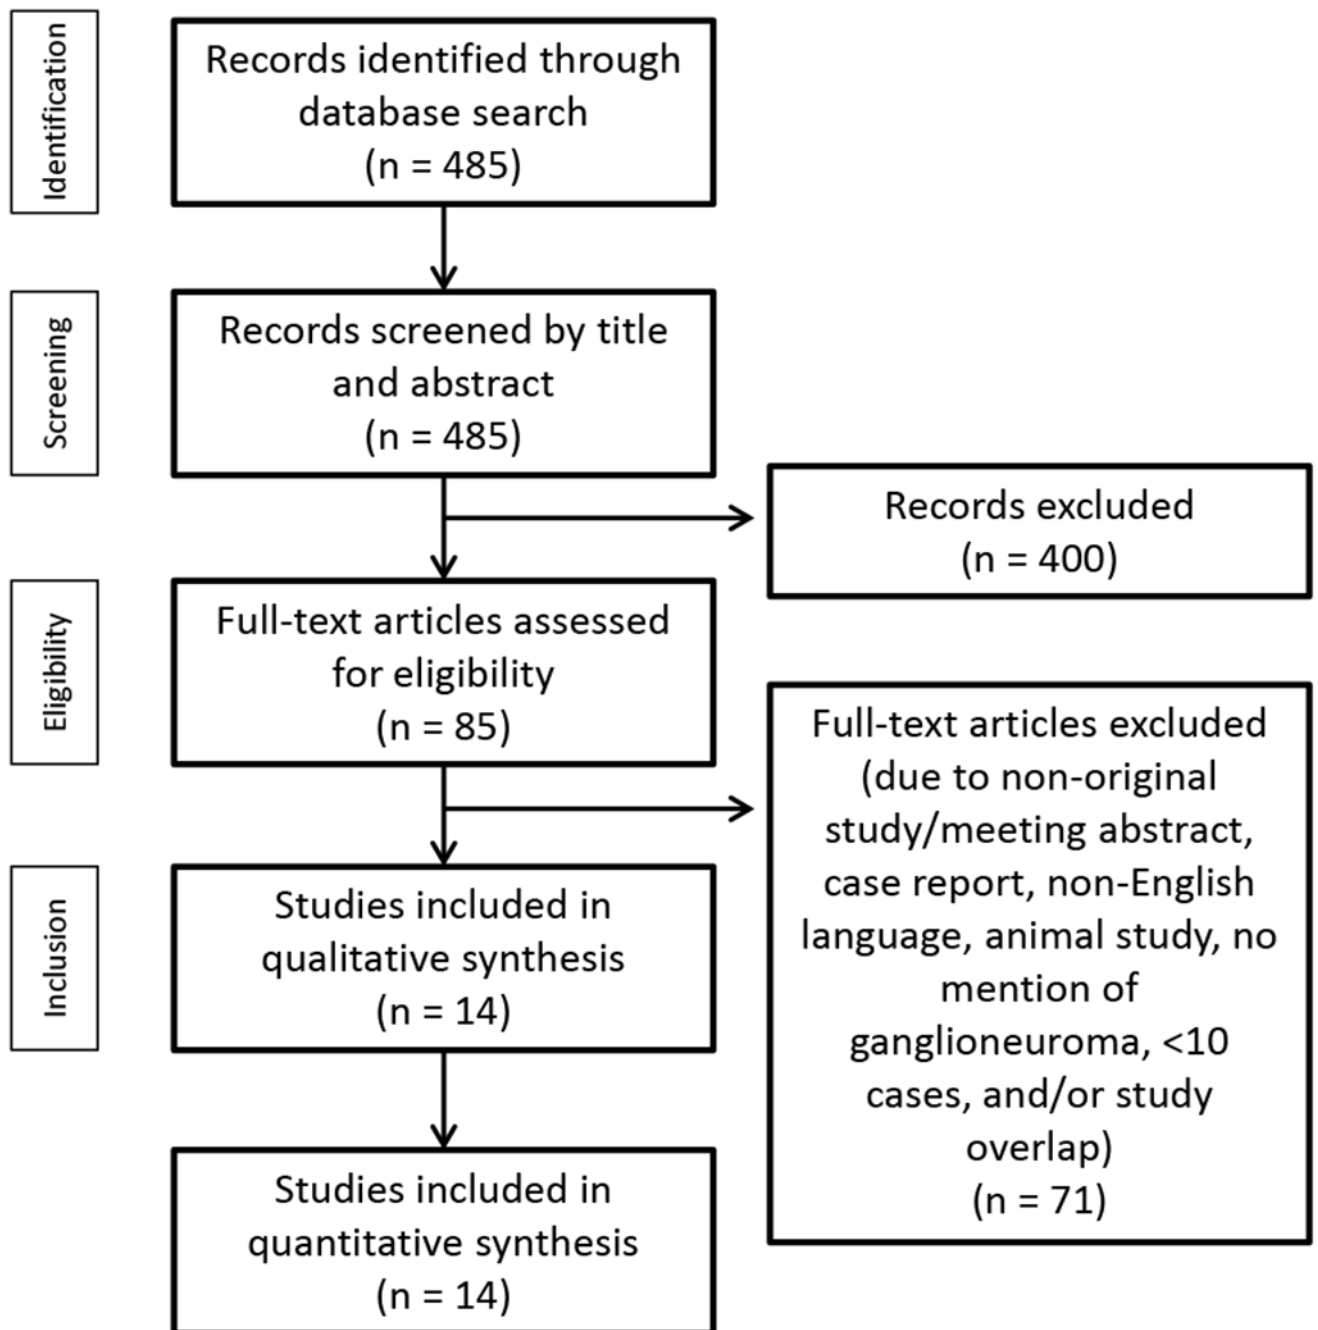 Identification
Records identified through
database search
(n = 485)
Screening
Records screened by title
and abstract
(n = 485)
Records excluded
(n = 400)
Eligibility
Full-text articles assessed
for eligibility
(n = 85)
Full-text articles excluded
(due to non-original
study/meeting abstract,
case report, non-English
language, animal study, no
mention of
ganglioneuroma, <10
cases, and/or study
overlap)
(n = 71)
Inclusion
Studies included in
qualitative synthesis
(n = 14)
Studies included in
quantitative synthesis
(n = 14)